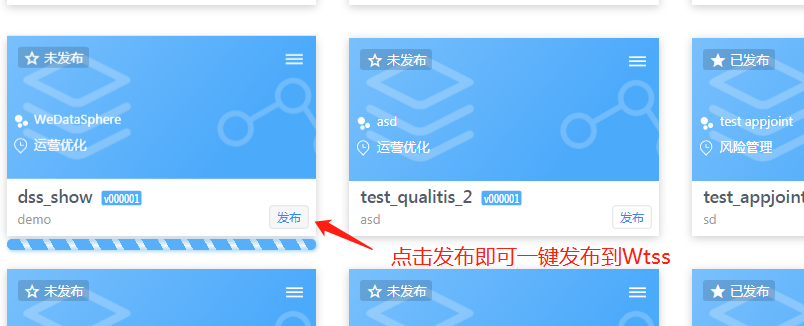 未发布
WeDataSphere
运营优化
dss_show v000001
demo
发布
未发布
asd
运营优化
test_qualitis_2 v000001
asd
发布
已发布
test appjoint
风险管理
test_appjoint
sd
点击发布即可一键发布到Wtss
未发布
未发布
已发布